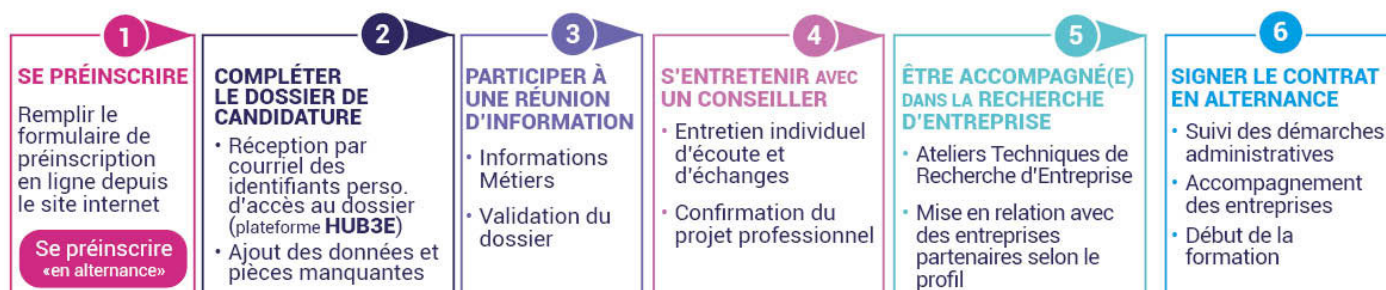 1
SE PRÉINSCRIRE
Remplir le
formulaire de
préinscription
en ligne depuis
le site internet
Se préinscrire
«en alternance»
2
COMPLÉTER
LE DOSSIER DE
CANDIDATURE
• Réception par
courriel des
identifiants perso.
d'accès au dossier
(plateforme HUB3E)
• Ajout des données et
pièces manquantes
3
PARTICIPER À
UNE RÉUNION
D'INFORMATION
• Informations
Métiers
• Validation du
dossier
4
S'ENTRETENIR AVEC
UN CONSEILLER
• Entretien individuel
d'écoute et
d'échanges
• Confirmation du
projet professionnel
5
ÊTRE ACCOMPAGNÉ(E)
DANS LA RECHERCHE
D'ENTREPRISE
• Ateliers Techniques de
Recherche d'Entreprise
• Mise en relation avec
des entreprises
partenaires selon le
profil
6
SIGNER LE CONTRAT
EN ALTERNANCE
• Suivi des démarches
administratives
• Accompagnement
des entreprises
• Début de la
formation